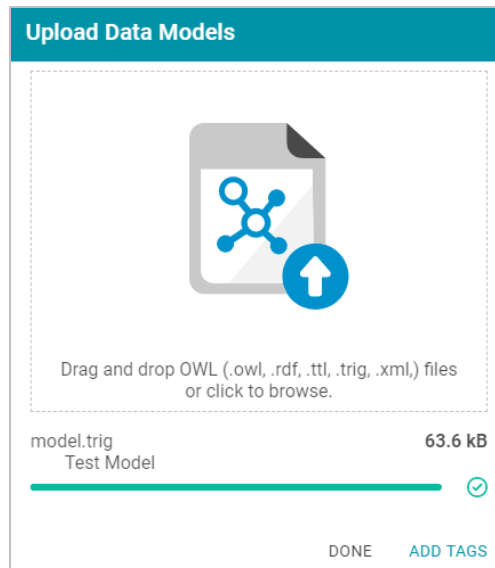 Upload Data Models
Drag and drop OWL (.owl, .rdf, .ttl, .trig, .xml,) files
or click to browse.
model.trig 63.6 kB
Test Model
DONE ADD TAGS